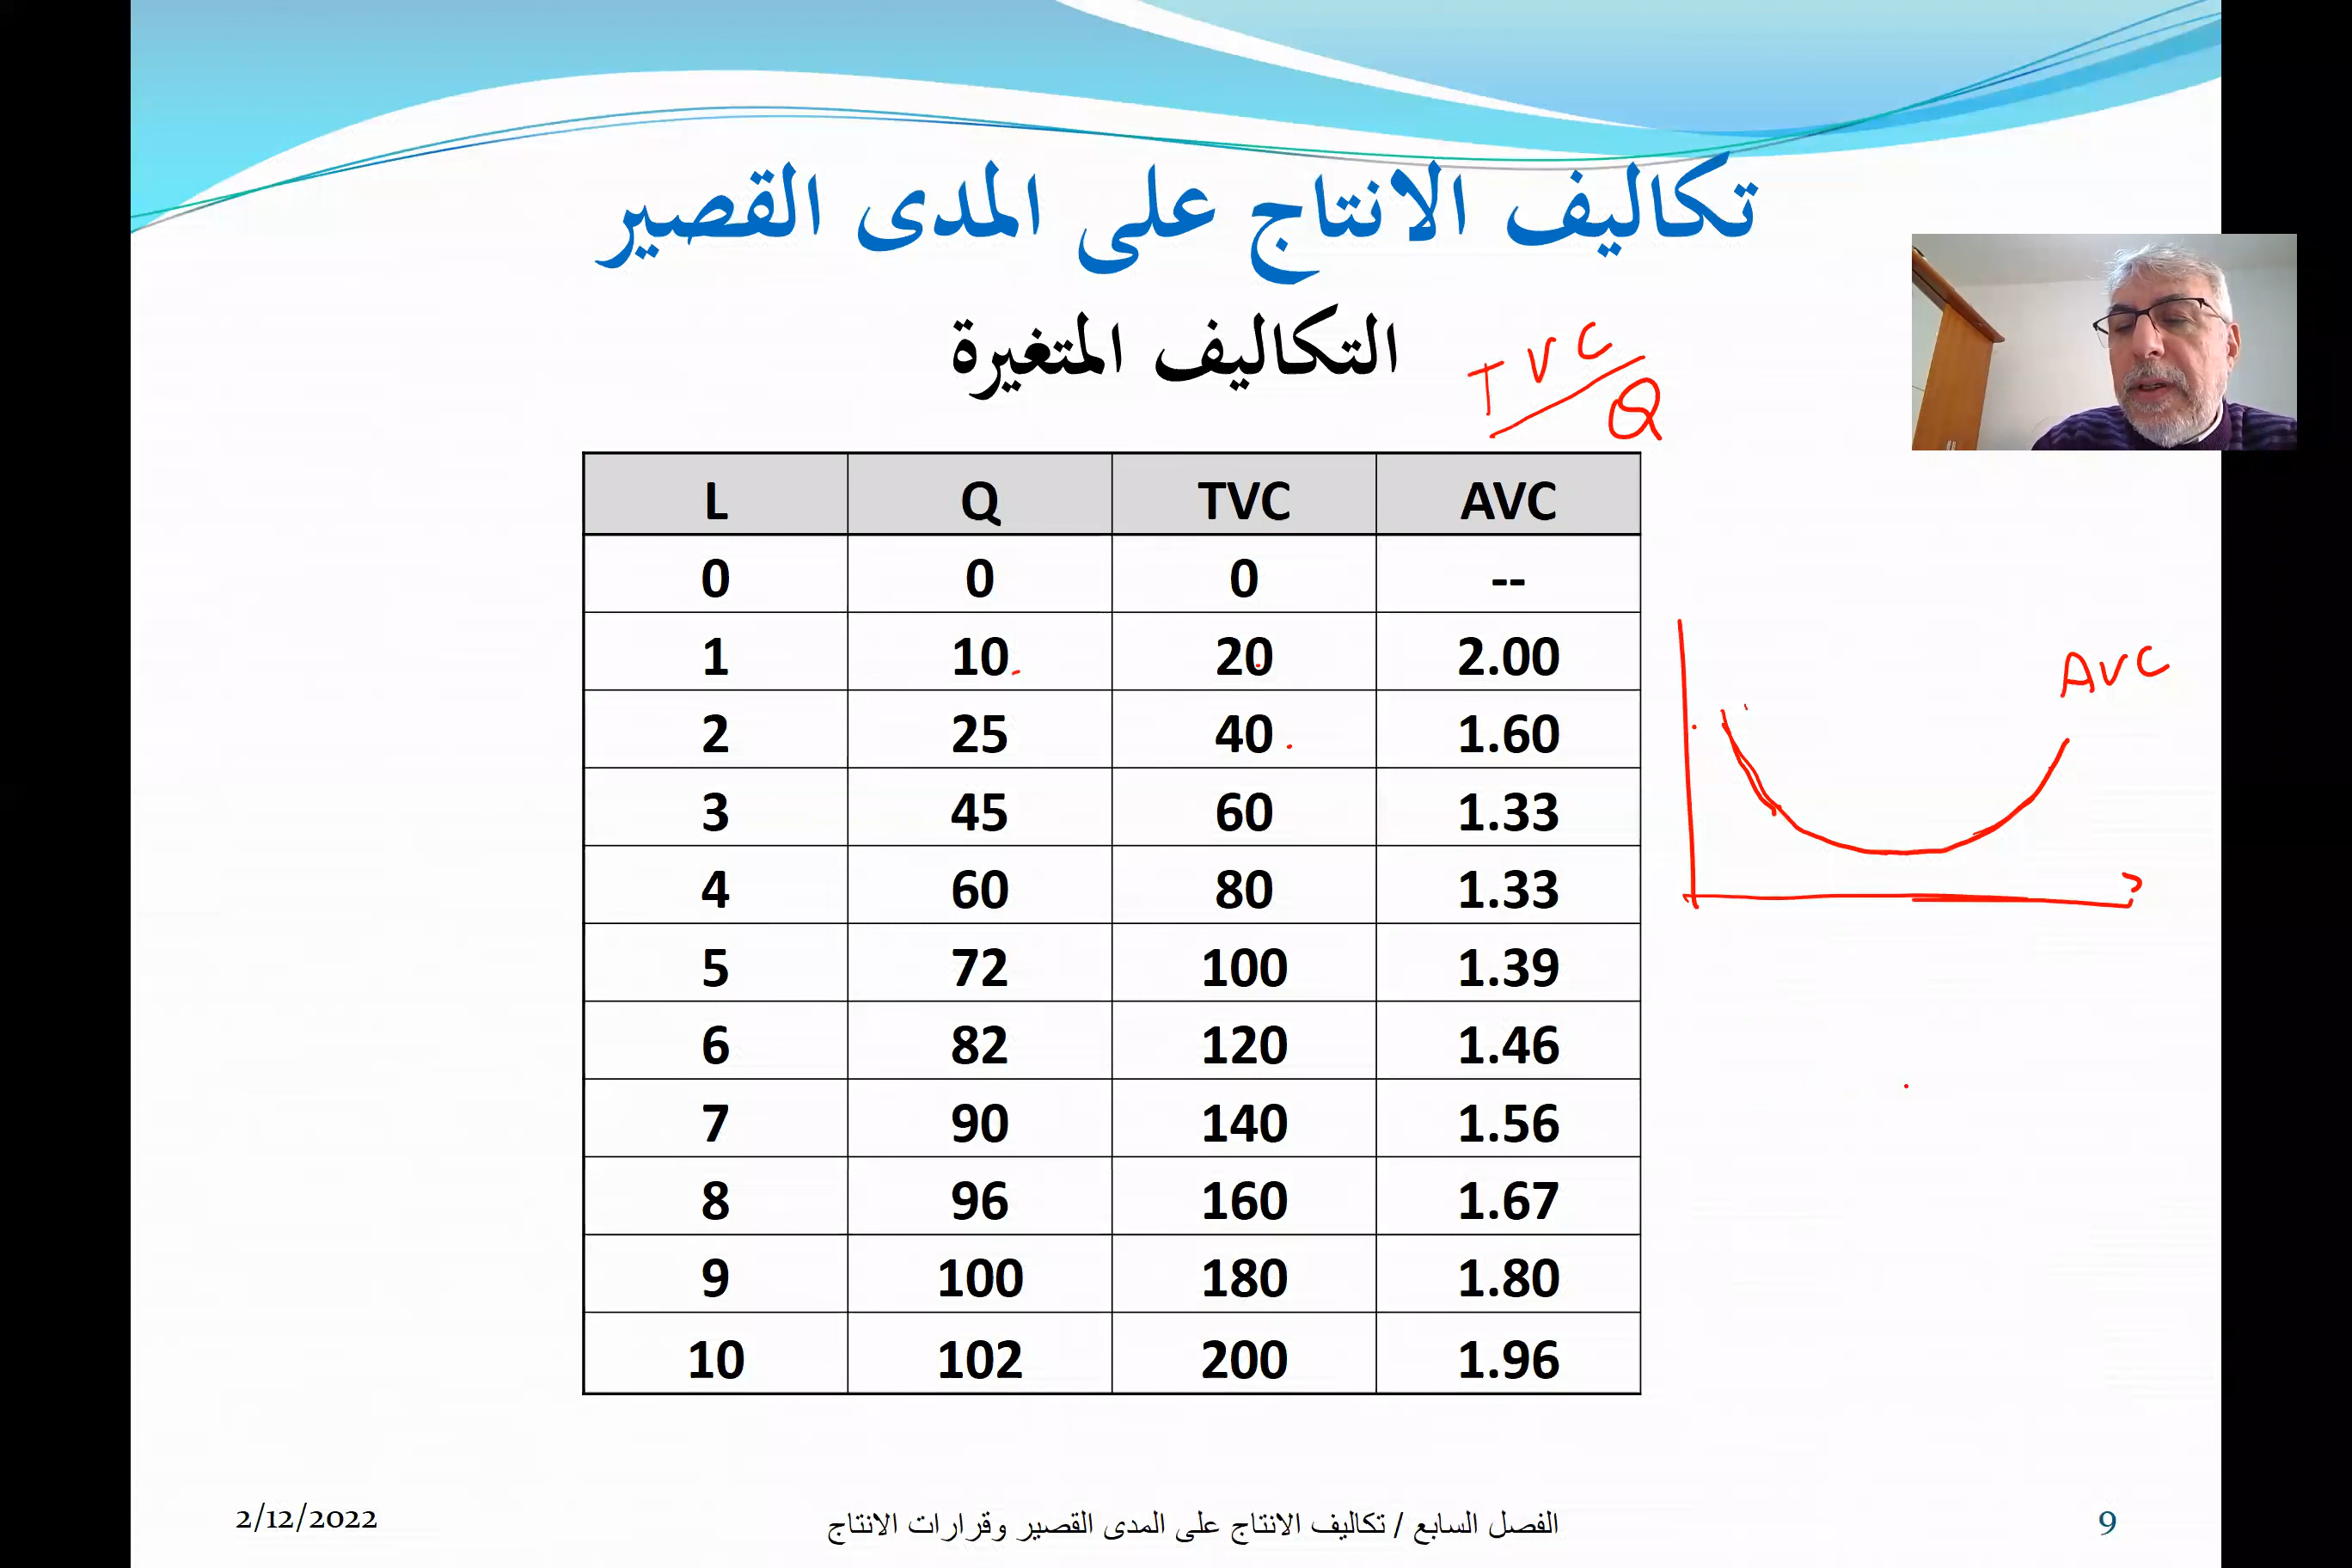 تكاليف الانتاج على المدى القصير
التكاليف المتغيرة
TVC/Q
L Q TVC AVC
0 0 0 --
1 10 20 2.00
2 25 40 1.60
3 45 60 1.33
4 60 80 1.33
5 72 100 1.39
6 82 120 1.46
7 90 140 1.56
8 96 160 1.67
9 100 180 1.80
10 102 200 1.96
AVC
2/12/2022
الفصل السابع / تكاليف الانتاج على المدى القصير وقرارات الانتاج
9